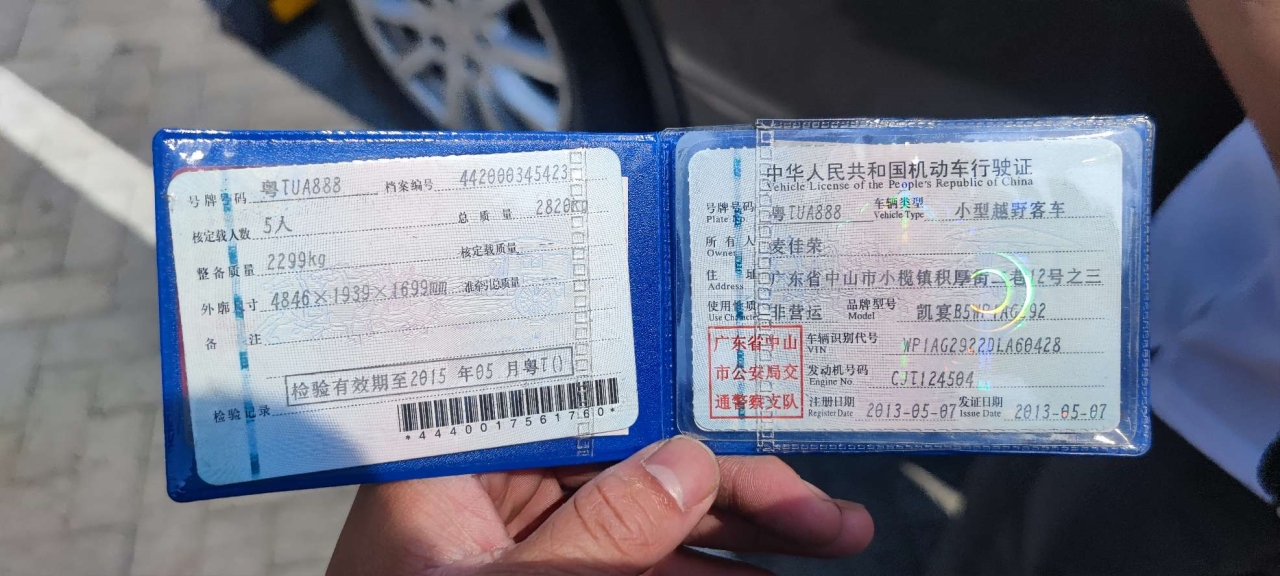 号牌号码 粤TUA888 档案编号 442000345423
核定载人数 5人 总质量 2820kg
整备质量 2299kg 核定载质量 --
外廓尺寸 4846×1939×1699mm 准牵引总质量 --
备注
检验有效期至2015 年05 月粤T()
检验记录
*4440017561760*
中华人民共和国机动车行驶证
Vehicle License of the People's Republic of China
号牌号码 粤TUA888 车辆类型 小型越野客车
Plate No. Vehicle Type
所有人 麦佳荣
Owner
住址 广东省中山市小榄镇积厚街二巷12号之三
Address
使用性质 非营运 品牌型号 凯宴
Use Character Model
广东省中山
市公安局交
通警察支队
车辆识别代号 WP1AG2922DLA60428
VIN
发动机号码 CJT124504
Engine No.
注册日期 2013-05-07 发证日期 2013-05-07
Register Date Issue Date